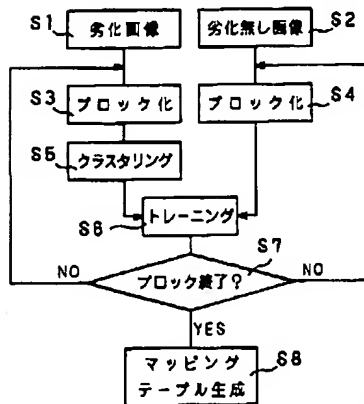 S1
劣化画像
劣化無し画像
S2
S3
ブロック化
ブロック化
S4
S5
クラスタリング
トレーニング
S6
S7
NO
ブロック終了?
NO
YES
マッピング
テーブル生成
S8